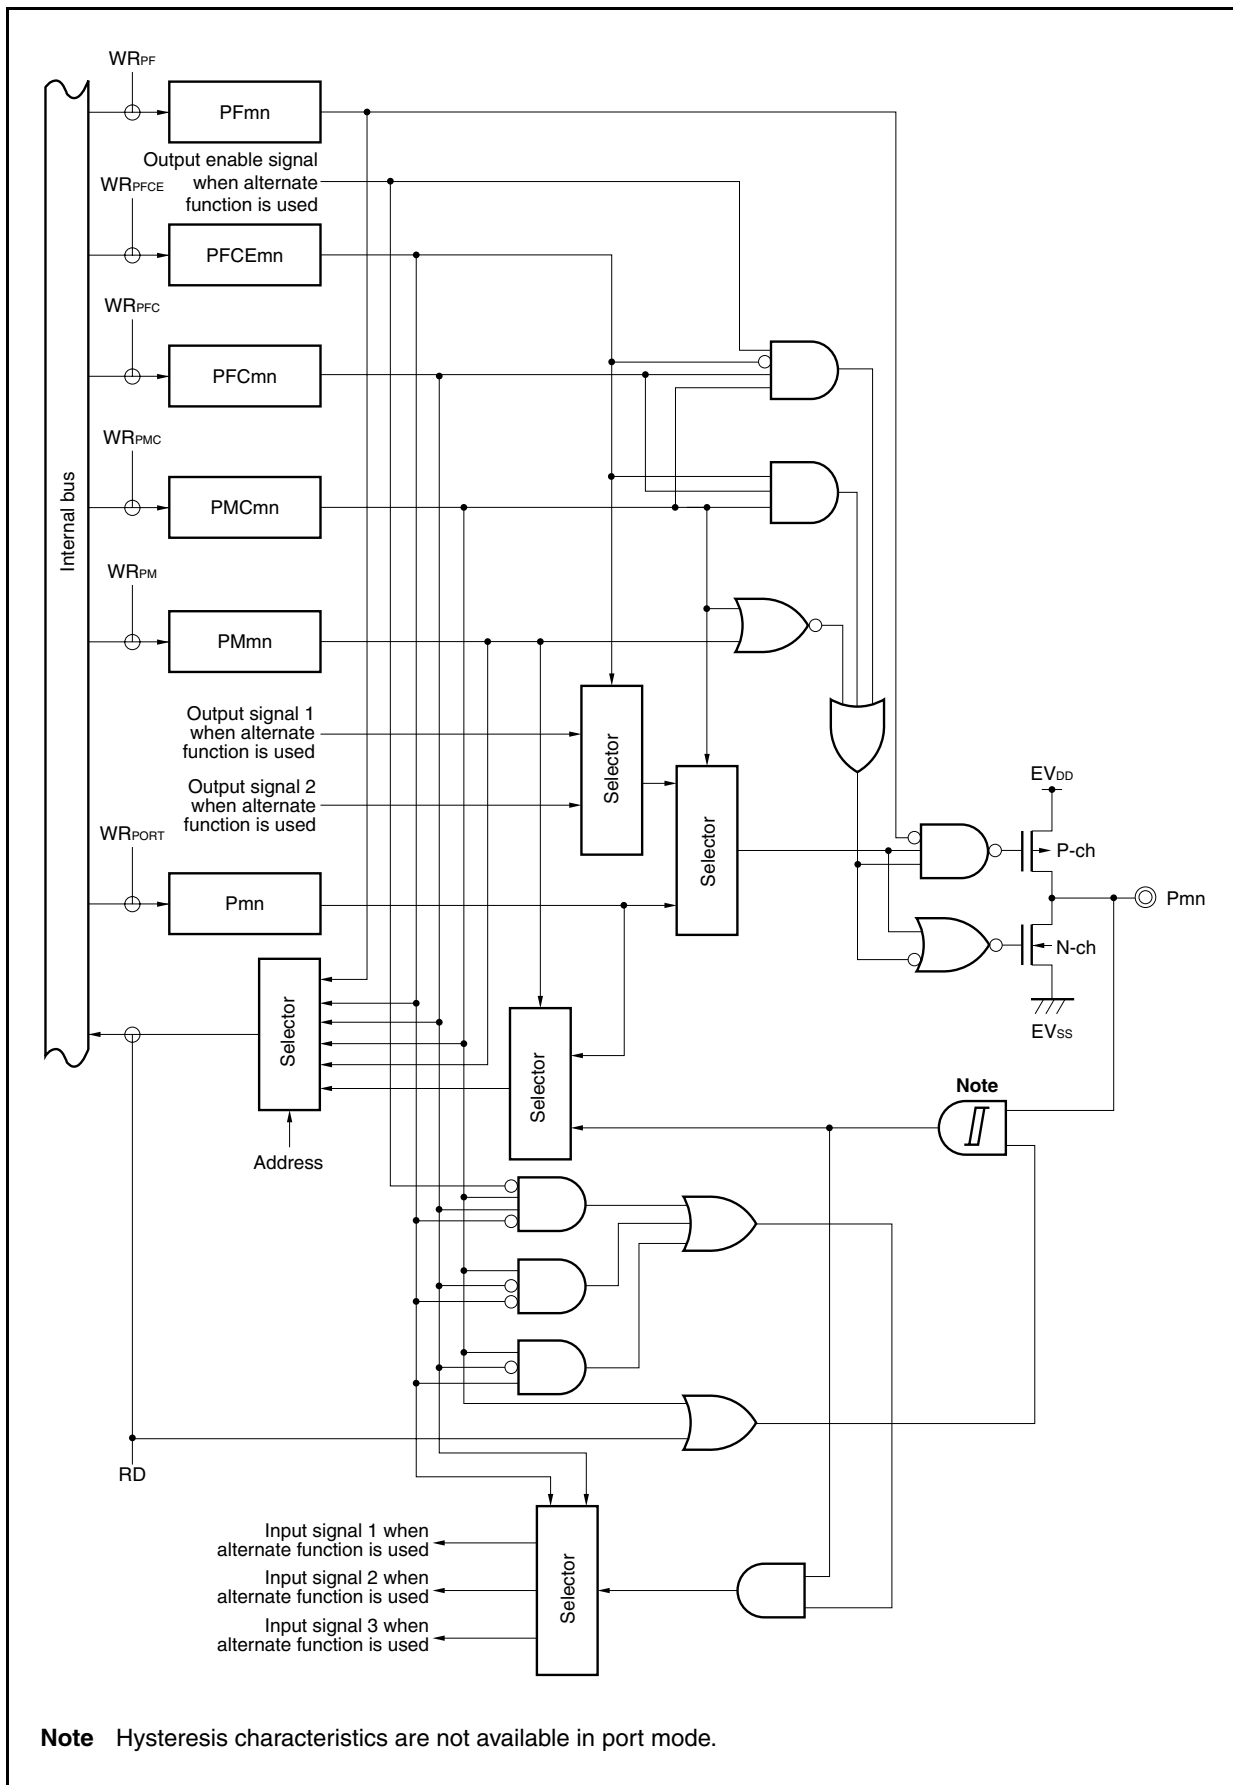 WRPF
PFmn
Output enable signal
when alternate
function is used
WRPFCE
PFCEmn
WRPFC
PFCmn
WRPMC
PMCmn
Internal bus
WRPM
PMmn
Output signal 1
when alternate
function is used
Selector
Output signal 2
when alternate
function is used
Selector
EVDD
P-ch
WRPORT
Pmn
Pmn
N-ch
EVSS
Selector
Selector
Address
Note
RD
Input signal 1 when
alternate function is used
Input signal 2 when
alternate function is used
Input signal 3 when
alternate function is used
Selector
Note Hysteresis characteristics are not available in port mode.